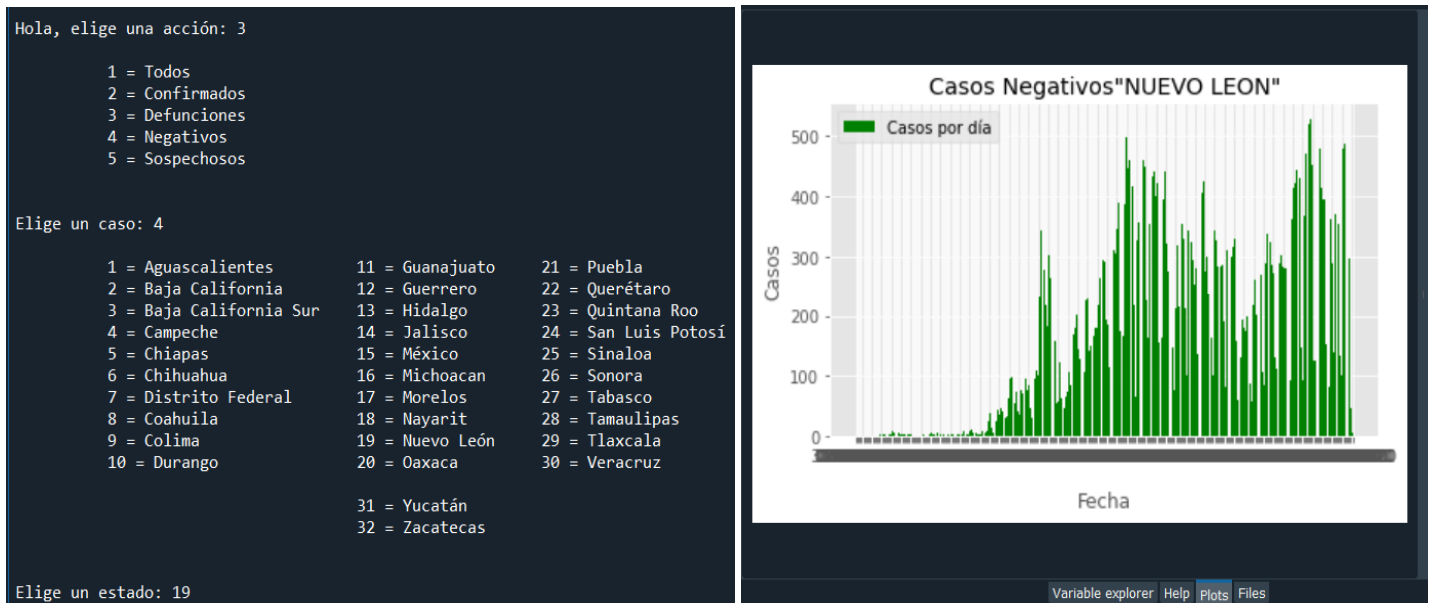 Hola, elige una acción: 3
1 = Todos
2 = Confirmados
3 = Defunciones
4 = Negativos
5 = Sospechosos
Elige un caso: 4
1 = Aguascalientes 11 = Guanajuato 21 = Puebla
2 = Baja California 12 = Guerrero 22 = Querétaro
3 = Baja California Sur 13 = Hidalgo 23 = Quintana Roo
4 = Campeche 14 = Jalisco 24 = San Luis Potosí
5 = Chiapas 15 = México 25 = Sinaloa
6 = Chihuahua 16 = Michoacan 26 = Sonora
7 = Distrito Federal 17 = Morelos 27 = Tabasco
8 = Coahuila 18 = Nayarit 28 = Tamaulipas
9 = Colima 19 = Nuevo León 29 = Tlaxcala
10 = Durango 20 = Oaxaca 30 = Veracruz
31 = Yucatán
32 = Zacatecas
Elige un estado: 19
Casos Negativos"NUEVO LEON"
Casos por día
500
400
300
200
100
0
Casos
Fecha
Variable explorer Help Plots Files